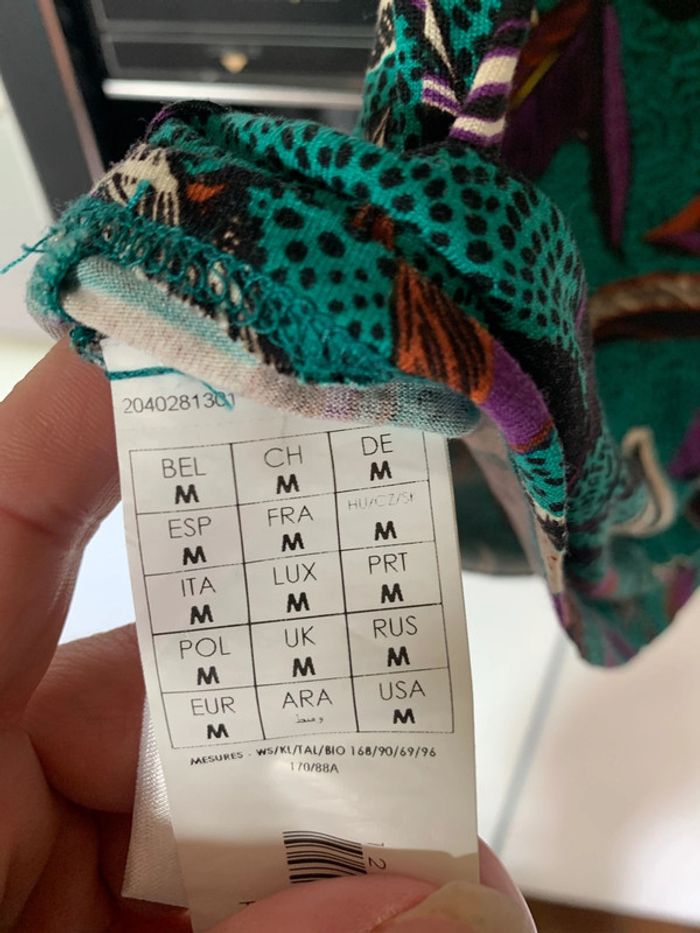 2040281301
BEL CH DE
M M M
ESP FRA HU/CZ/SK
M M M
ITA LUX PRT
M M M
POL UK RUS
M M M
EUR ARA USA
M وسط M
MESURES - WS/KL/TAL/BIO 168/90/69/96
170/88A